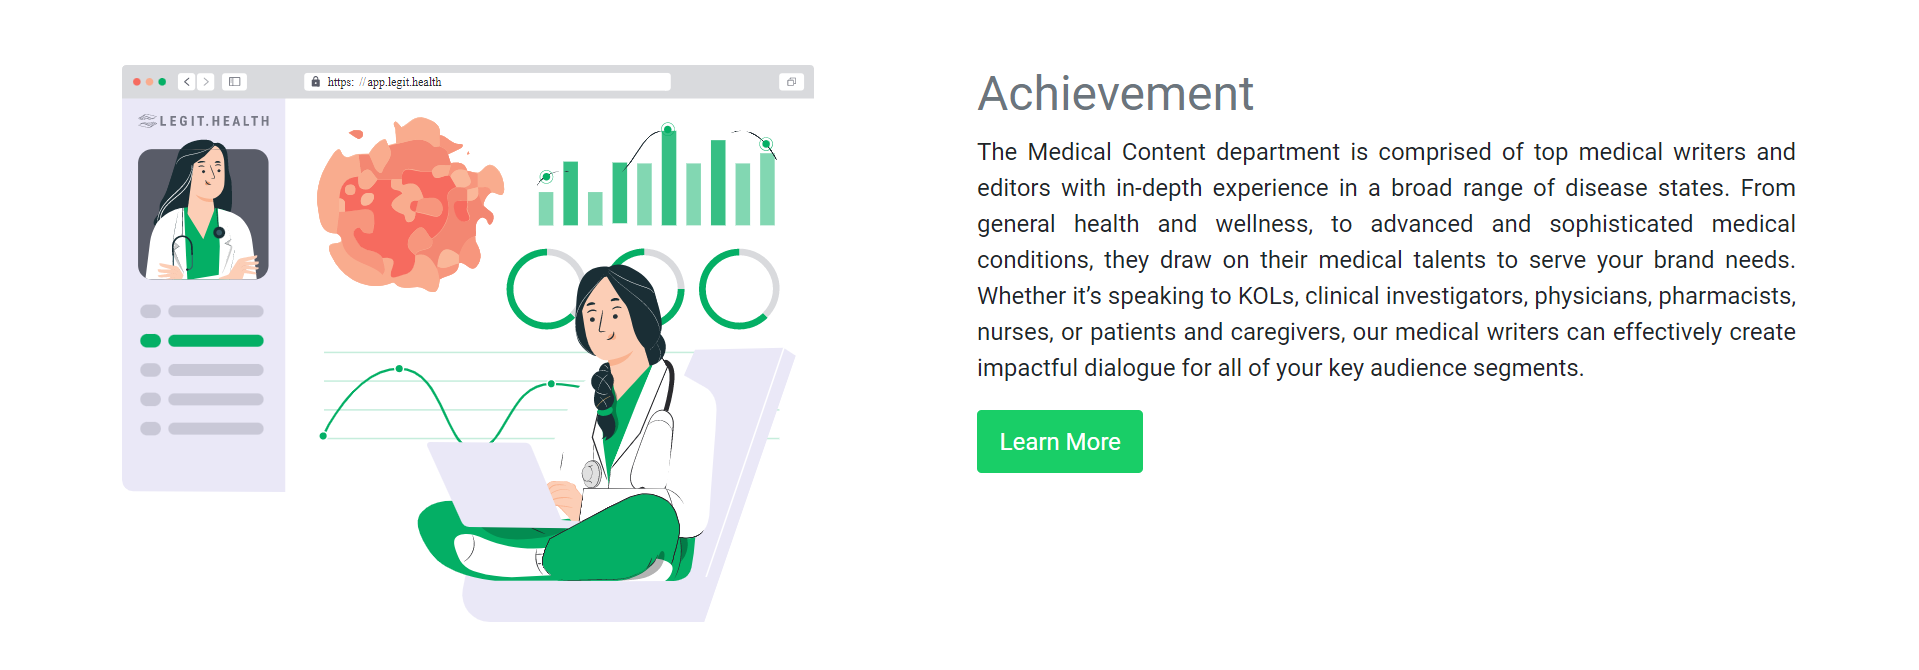 https: // app.legit.health
LEGIT.HEALTH
Achievement
The Medical Content department is comprised of top medical writers and
editors with in-depth experience in a broad range of disease states. From
general health and wellness, to advanced and sophisticated medical
conditions, they draw on their medical talents to serve your brand needs.
Whether it’s speaking to KOLs, clinical investigators, physicians, pharmacists,
nurses, or patients and caregivers, our medical writers can effectively create
impactful dialogue for all of your key audience segments.
Learn More